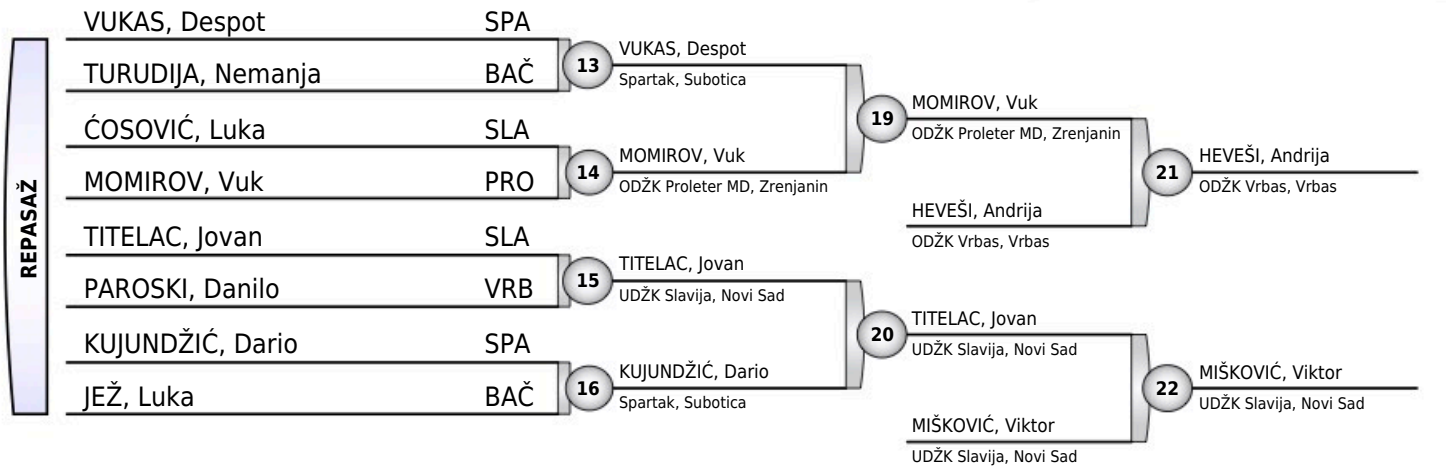 REPASAŽ
VUKAS, Despot SPA
TURUDIJA, Nemanja BAČ
ĆOSOVIĆ, Luka SLA
MOMIROV, Vuk PRO
TITELAC, Jovan SLA
PAROSKI, Danilo VRB
KUJUNDŽIĆ, Dario SPA
JEŽ, Luka BAČ
13
VUKAS, Despot
Spartak, Subotica
14
MOMIROV, Vuk
ODŽK Proleter MD, Zrenjanin
15
TITELAC, Jovan
UDŽK Slavija, Novi Sad
16
KUJUNDŽIĆ, Dario
Spartak, Subotica
19
MOMIROV, Vuk
ODŽK Proleter MD, Zrenjanin
HEVEŠI, Andrija
ODŽK Vrbas, Vrbas
20
TITELAC, Jovan
UDŽK Slavija, Novi Sad
MIŠKOVIĆ, Viktor
UDŽK Slavija, Novi Sad
21
HEVEŠI, Andrija
ODŽK Vrbas, Vrbas
22
MIŠKOVIĆ, Viktor
UDŽK Slavija, Novi Sad